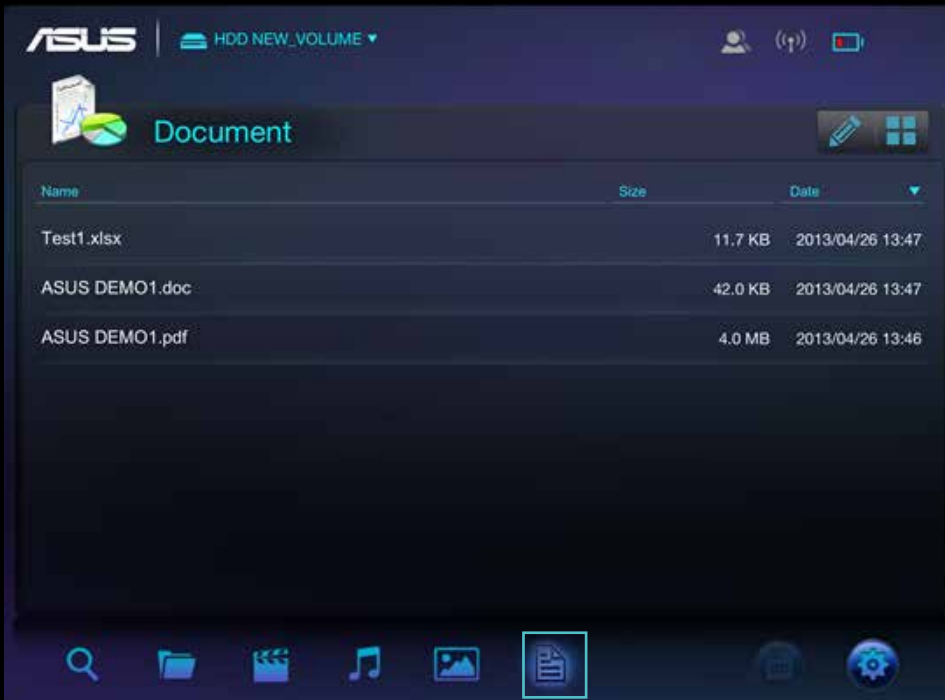 ASUS HDD NEW_VOLUME
Document
Name Size Date
Test1.xlsx 11.7 KB 2013/04/26 13:47
ASUS DEMO1.doc 42.0 KB 2013/04/26 13:47
ASUS DEMO1.pdf 4.0 MB 2013/04/26 13:46